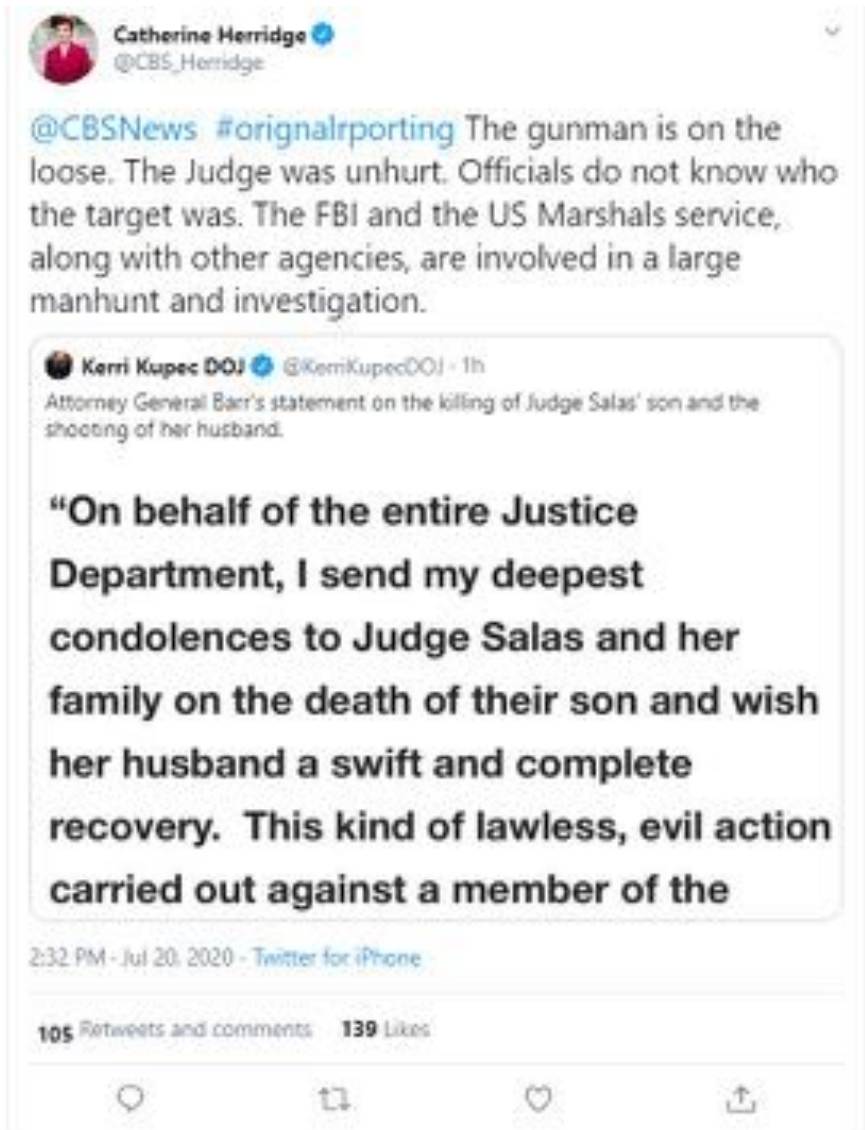 Catherine Herridge
@CBS_Herridge
@CBSNews #orignalrporting The gunman is on the
loose. The Judge was unhurt. Officials do not know who
the target was. The FBI and the US Marshals service,
along with other agencies, are involved in a large
manhunt and investigation.
Kerri Kupec DOJ @KerriKupecDOJ · 1h
Attorney General Barr's statement on the killing of Judge Salas' son and the
shooting of her husband.
“On behalf of the entire Justice
Department, I send my deepest
condolences to Judge Salas and her
family on the death of their son and wish
her husband a swift and complete
recovery. This kind of lawless, evil action
carried out against a member of the
2:32 PM · Jul 20, 2020 · Twitter for iPhone
105 Retweets and comments 139 Likes